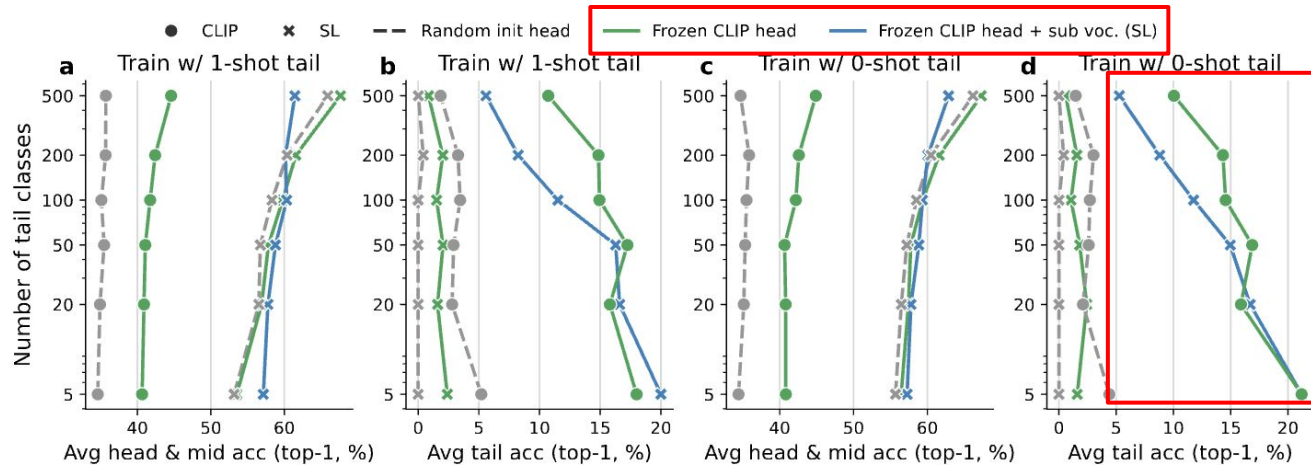 CLIP SL Random init head Frozen CLIP head Frozen CLIP head + sub voc. (SL)
a Train w/ 1-shot tail b Train w/ 1-shot tail c Train w/ 0-shot tail d Train w/ 0-shot tail
Number of tail classes
500 500 500 500
200 200 200 200
100 100 100 100
50 50 50 50
20 20 20 20
5 5 5 5
40 50 60 0 5 10 15 20 40 50 60 0 5 10 15 20
Avg head & mid acc (top-1, %) Avg tail acc (top-1, %) Avg head & mid acc (top-1, %) Avg tail acc (top-1, %)